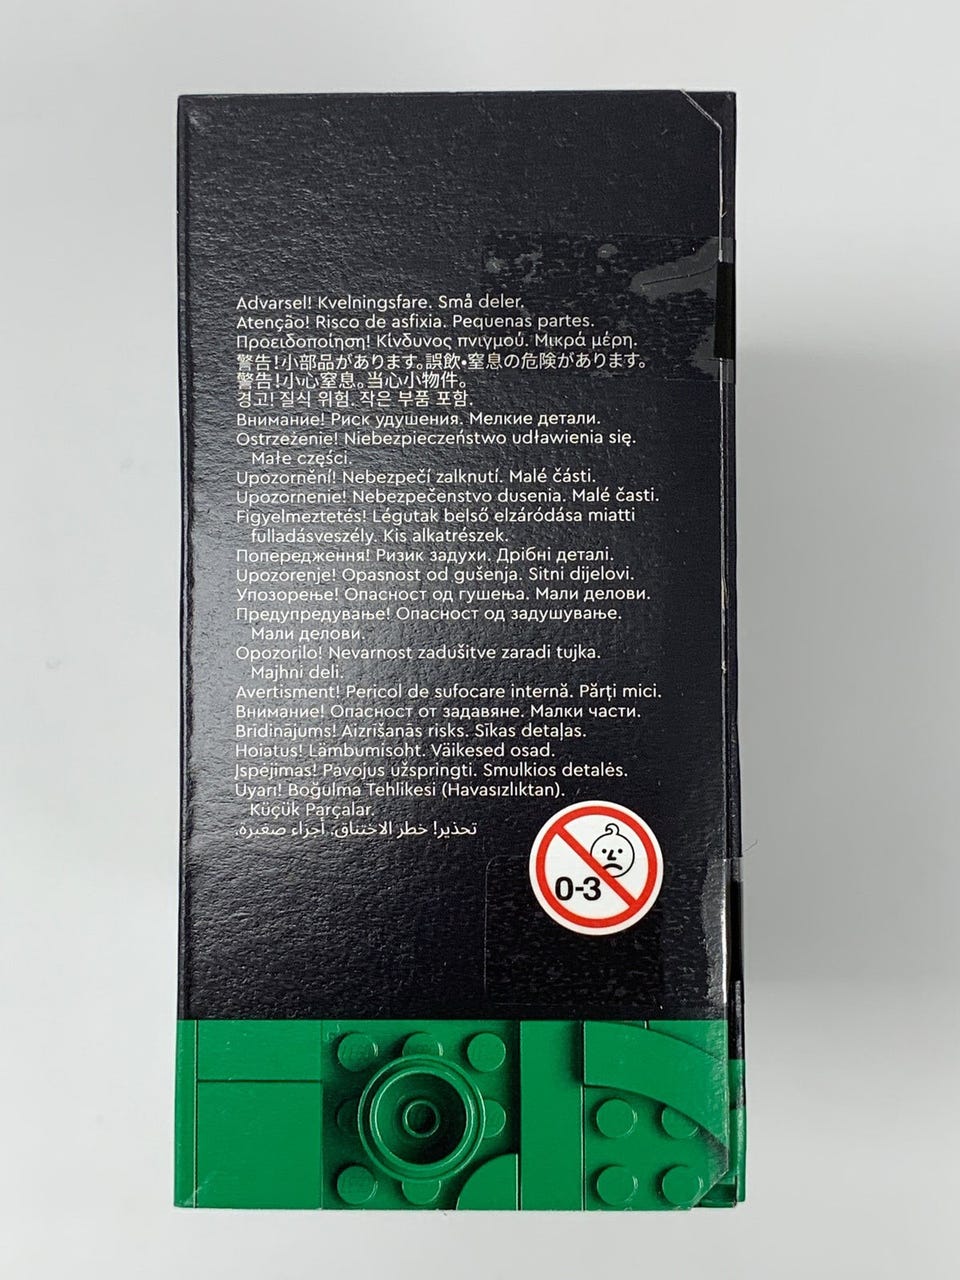 Advarsel! Kvelningsfare. Små deler.
Atenção! Risco de asfixia. Pequenas partes.
Προειδοποίηση! Κίνδυνος πνιγμού. Μικρά μέρη.
警告!小部品があります。誤飲・窒息の危険があります。
警告!小心窒息。当心小物件。
경고! 질식 위험. 작은 부품 포함.
Внимание! Риск удушения. Мелкие детали.
Ostrzeżenie! Niebezpieczeństwo udławienia się.
Małe części.
Upozornění! Nebezpečí zalknutí. Malé části.
Upozornenie! Nebezpečenstvo dusenia. Malé časti.
Figyelmeztetés! Légutak belső elzáródása miatti
fulladásveszély. Kis alkatrészek.
Попередження! Ризик задухи. Дрібні деталі.
Upozorenje! Opasnost od gušenja. Sitni dijelovi.
Упозорење! Опасност од гушења. Мали делови.
Предупредување! Опасност од задушување.
Мали делови.
Opozorilo! Nevarnost zadušitve zaradi tujka.
Majhni deli.
Avertisment! Pericol de sufocare internă. Părți mici.
Внимание! Опасност от задавяне. Малки части.
Brīdinājums! Aizrīšanās risks. Sīkas detaļas.
Hoiatus! Lämbumisoht. Väikesed osad.
Įspėjimas! Pavojus užspringti. Smulkios detalės.
Uyarı! Boğulma Tehlikesi (Havasızlıktan).
Küçük Parçalar.
تحذير! خطر الاختناق. أجزاء صغيرة.
0-3